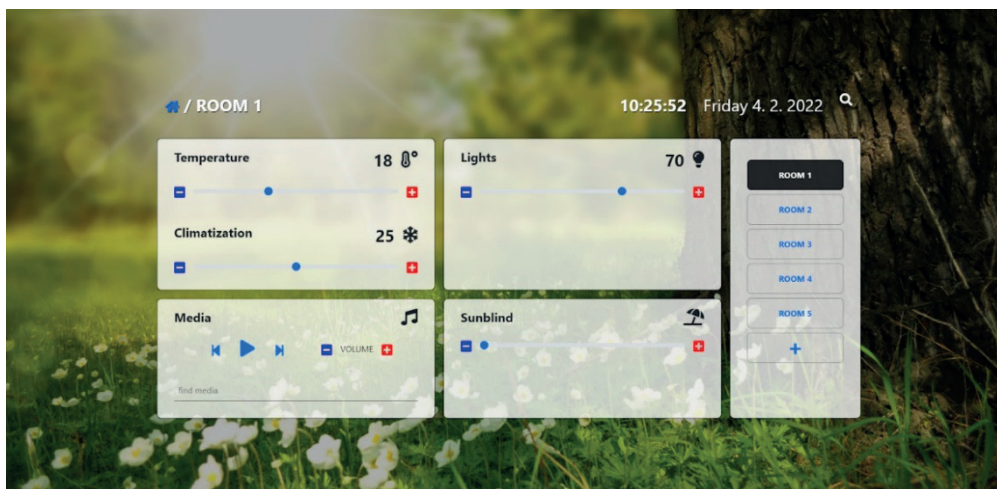 / ROOM 1
10:25:52 Friday 4. 2. 2022
Temperature 18 °
Climatization 25
Lights 70
ROOM 1
ROOM 2
ROOM 3
ROOM 4
ROOM 5
+
Media
VOLUME
find media
Sunblind